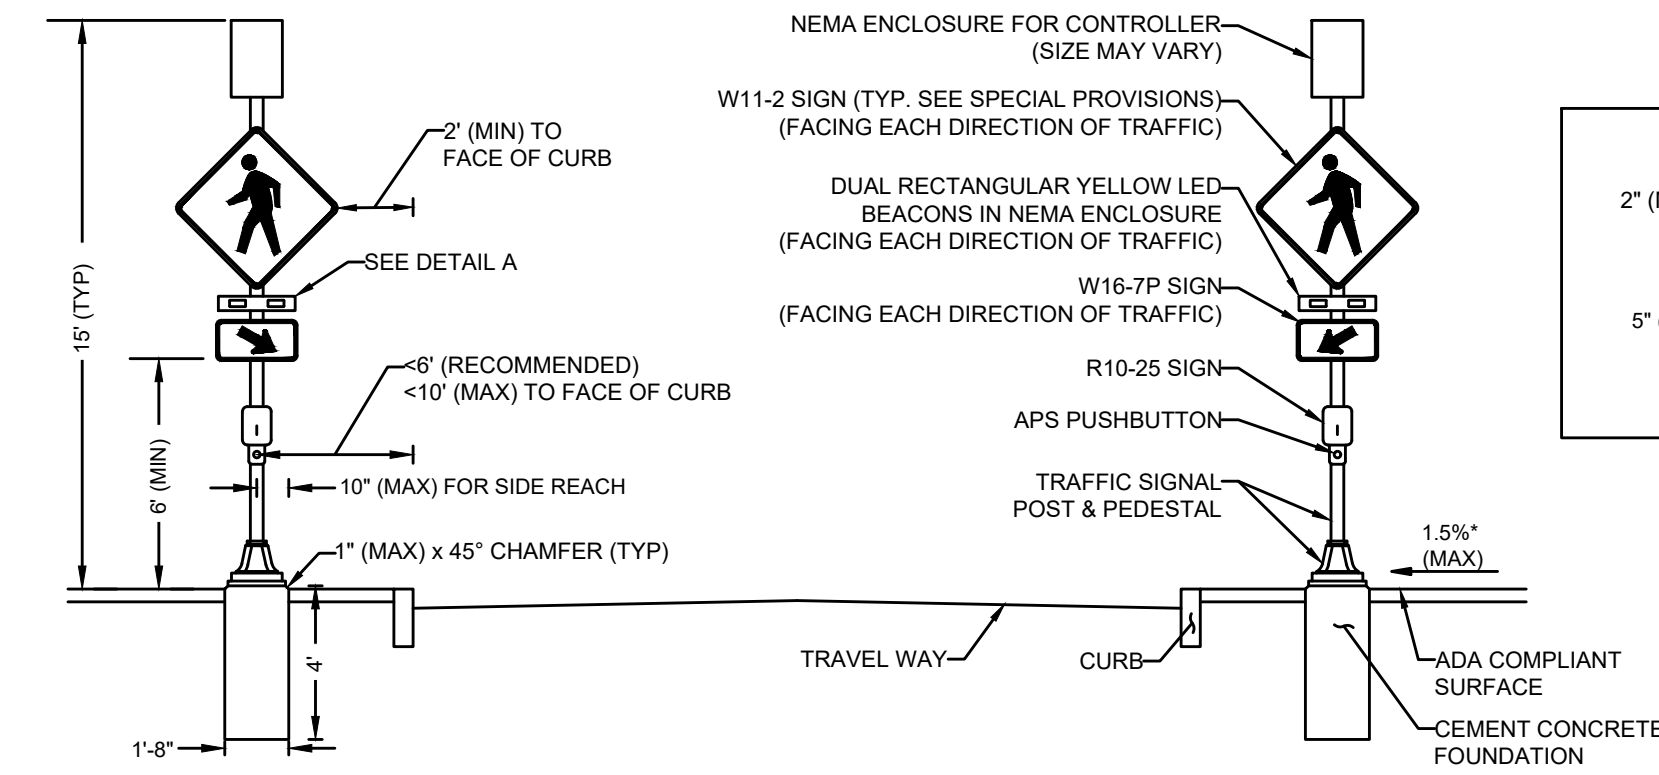 NEMA ENCLOSURE FOR CONTROLLER
(SIZE MAY VARY)
W11-2 SIGN (TYP. SEE SPECIAL PROVISIONS)
(FACING EACH DIRECTION OF TRAFFIC)
2' (MIN) TO
FACE OF CURB
DUAL RECTANGULAR YELLOW LED
BEACONS IN NEMA ENCLOSURE
(FACING EACH DIRECTION OF TRAFFIC)
2" (
SEE DETAIL A
W16-7P SIGN
(FACING EACH DIRECTION OF TRAFFIC)
15' (TYP)
5" (
<6' (RECOMMENDED)
<10' (MAX) TO FACE OF CURB
R10-25 SIGN
APS PUSHBUTTON
6' (MIN)
10" (MAX) FOR SIDE REACH
TRAFFIC SIGNAL
POST & PEDESTAL
1" (MAX) x 45° CHAMFER (TYP)
1.5%*
(MAX)
4'
TRAVEL WAY
CURB
ADA COMPLIANT
SURFACE
1'-8"
CEMENT CONCRETE
FOUNDATION